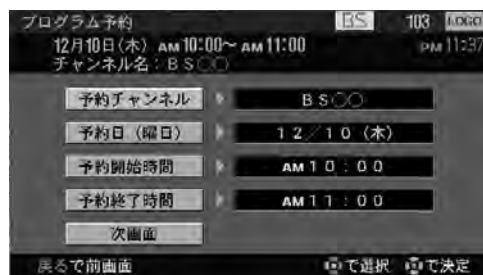 プログラム予約 BS 103 LOGO
12月10日(木) AM10:00~AM11:00 PM11:37
チャンネル名:BS○○
予約チャンネル BS○○
予約日(曜日) 12/10(木)
予約開始時間 AM10:00
予約終了時間 AM11:00
次画面
戻るで前画面 で選択 で決定